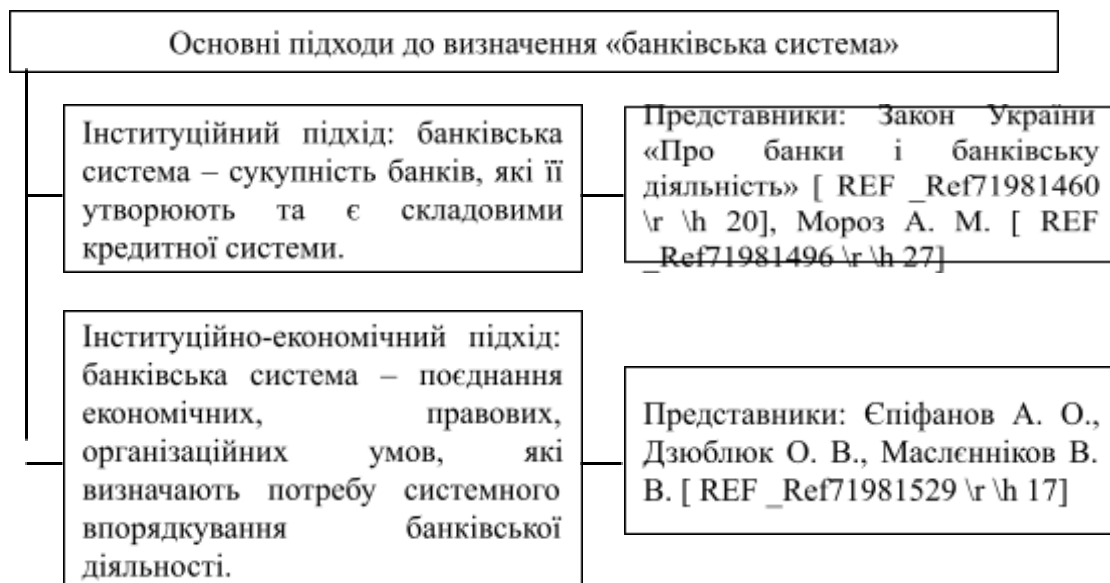 Основні підходи до визначення «банківська система»
Інституційний підхід: банківська
система – сукупність банків, які її
утворюють та є складовими
кредитної системи.
Представники: Закон України
«Про банки і банківську
діяльність» [ REF _Ref71981460
\r \h 20], Мороз А. М. [ REF
_Ref71981496 \r \h 27]
Інституційно-економічний підхід:
банківська система – поєднання
економічних, правових,
організаційних умов, які
визначають потребу системного
впорядкування банківської
діяльності.
Представники: Єпіфанов А. О.,
Дзюблюк О. В., Маслєнніков В.
В. [ REF _Ref71981529 \r \h 17]